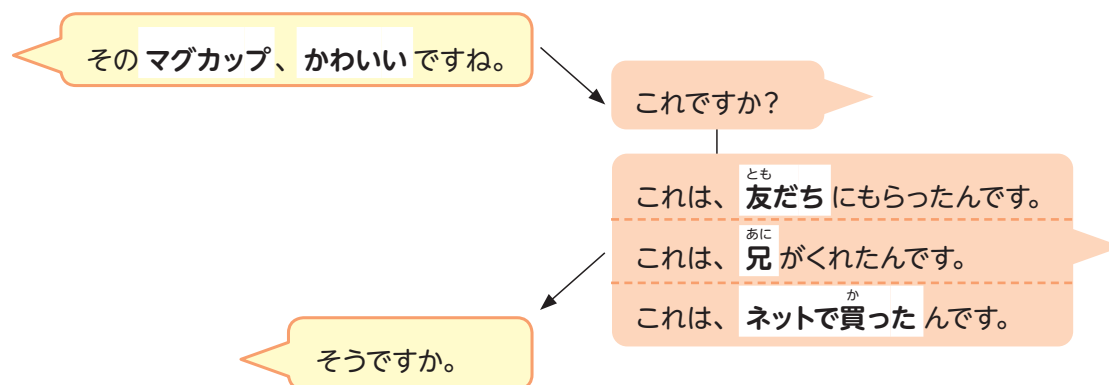 そのマグカップ、かわいいですね。
これですか？
とも
これは、友だちにもらったんです。
あに
これは、兄がくれたんです。
か
これは、ネットで買ったんです。
そうですか。